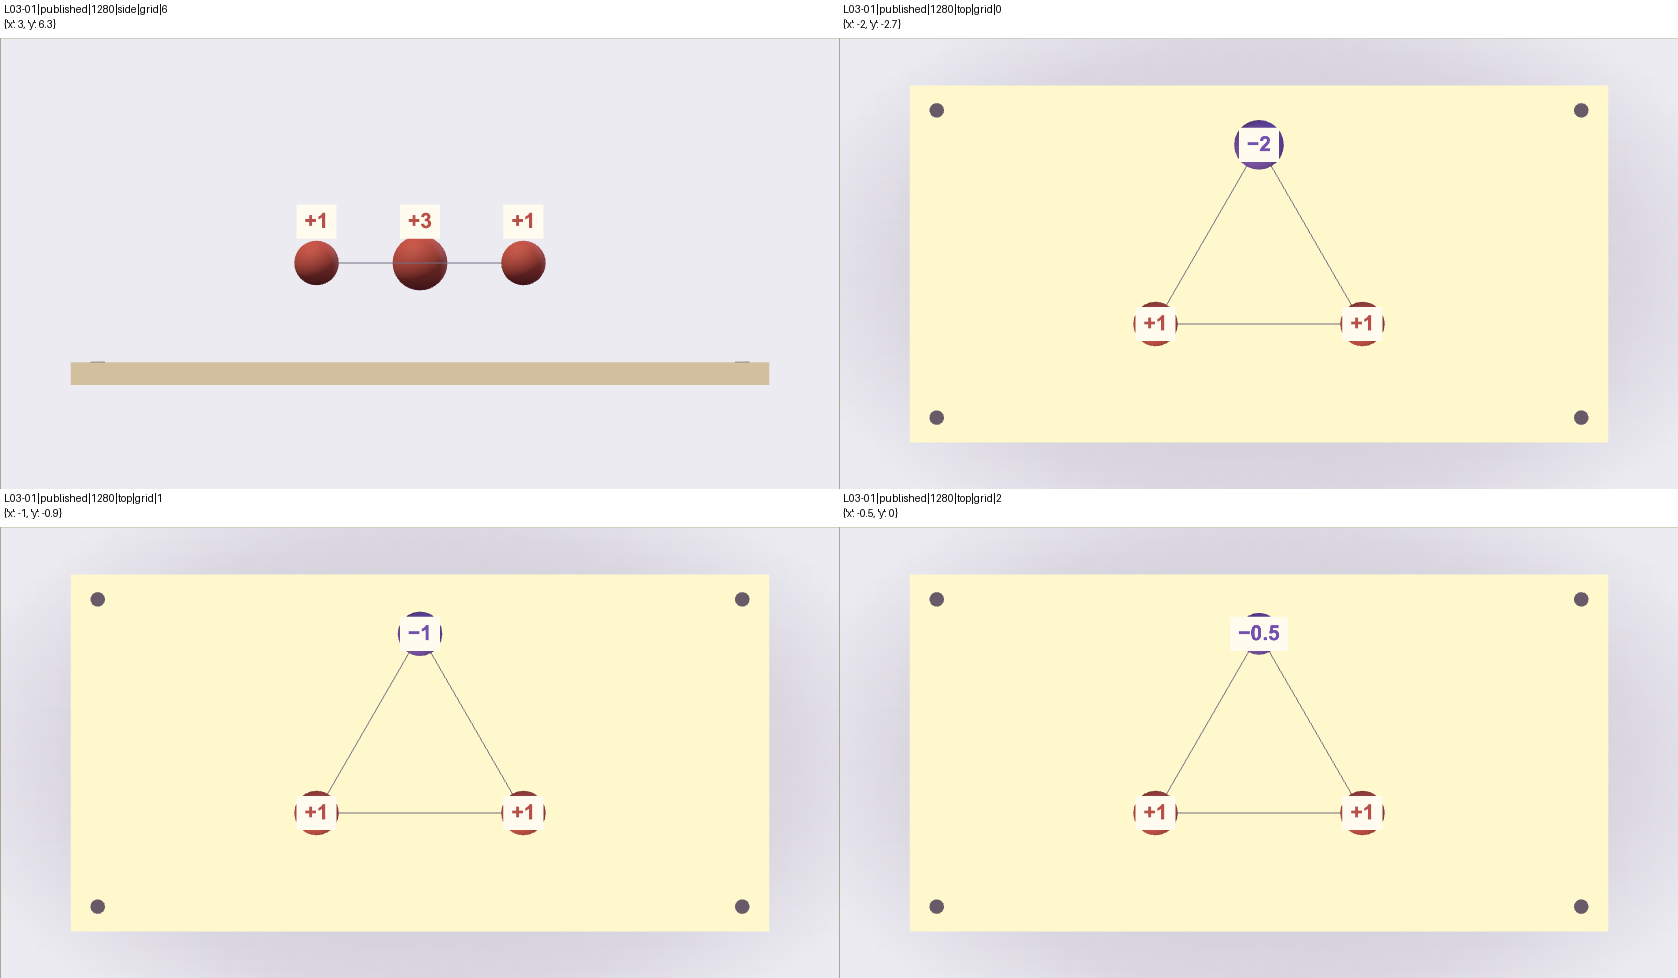 L03-01|published|1280|side|grid|6
{'x': 3, 'y': 6.3}
+1 +3 +1
L03-01|published|1280|top|grid|0
{'x': -2, 'y': -2.7}
−2
+1 +1
L03-01|published|1280|top|grid|1
{'x': -1, 'y': -0.9}
−1
+1 +1
L03-01|published|1280|top|grid|2
{'x': -0.5, 'y': 0}
−0.5
+1 +1